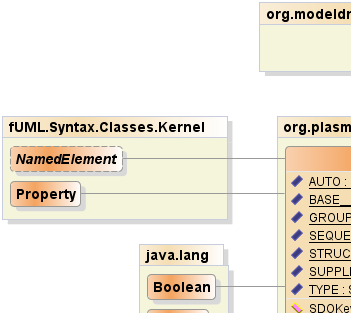 org.modeldr
fUML.Syntax.Classes.Kernel
org.plasm
NamedElement
Property
AUTO :
BASE_
GROUP
SEQUE
STRUC
SUPPL
TYPE : S
SDOKey
java.lang
Boolean